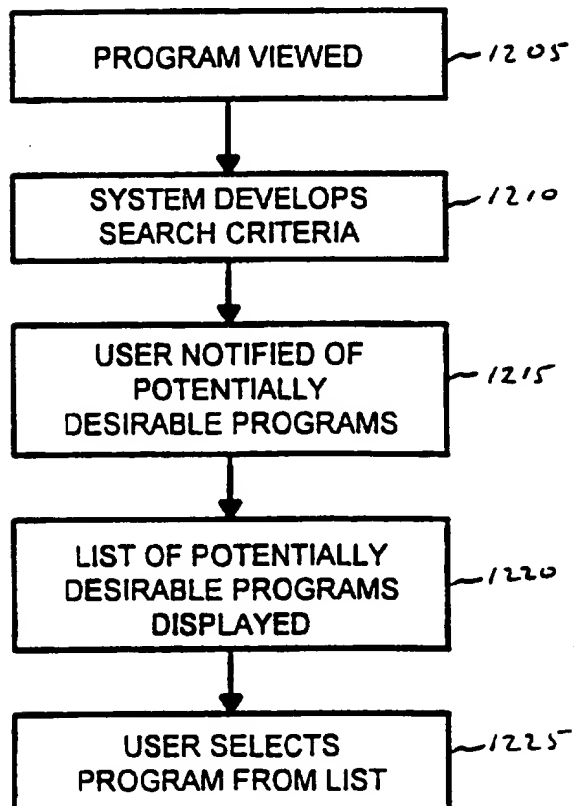 PROGRAM VIEWED
1205
SYSTEM DEVELOPS
SEARCH CRITERIA
1210
USER NOTIFIED OF
POTENTIALLY
DESIRABLE PROGRAMS
1215
LIST OF POTENTIALLY
DESIRABLE PROGRAMS
DISPLAYED
1220
USER SELECTS
PROGRAM FROM LIST
1225